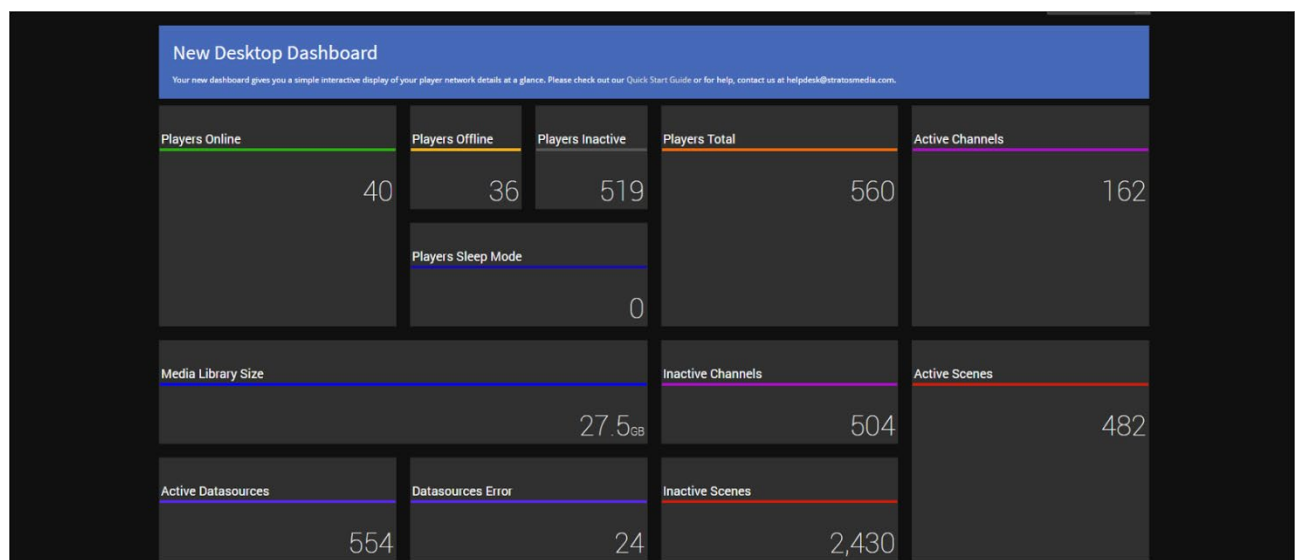 New Desktop Dashboard
Your new dashboard gives you a simple interactive display of your player network details at a glance. Please check out our Quick Start Guide or for help, contact us at helpdesk@stratosmedia.com.
Players Online
40
Players Offline
36
Players Inactive
519
Players Total
560
Active Channels
162
Players Sleep Mode
0
Media Library Size
27.5GB
Inactive Channels
504
Active Scenes
482
Active Datasources
554
Datasources Error
24
Inactive Scenes
2,430